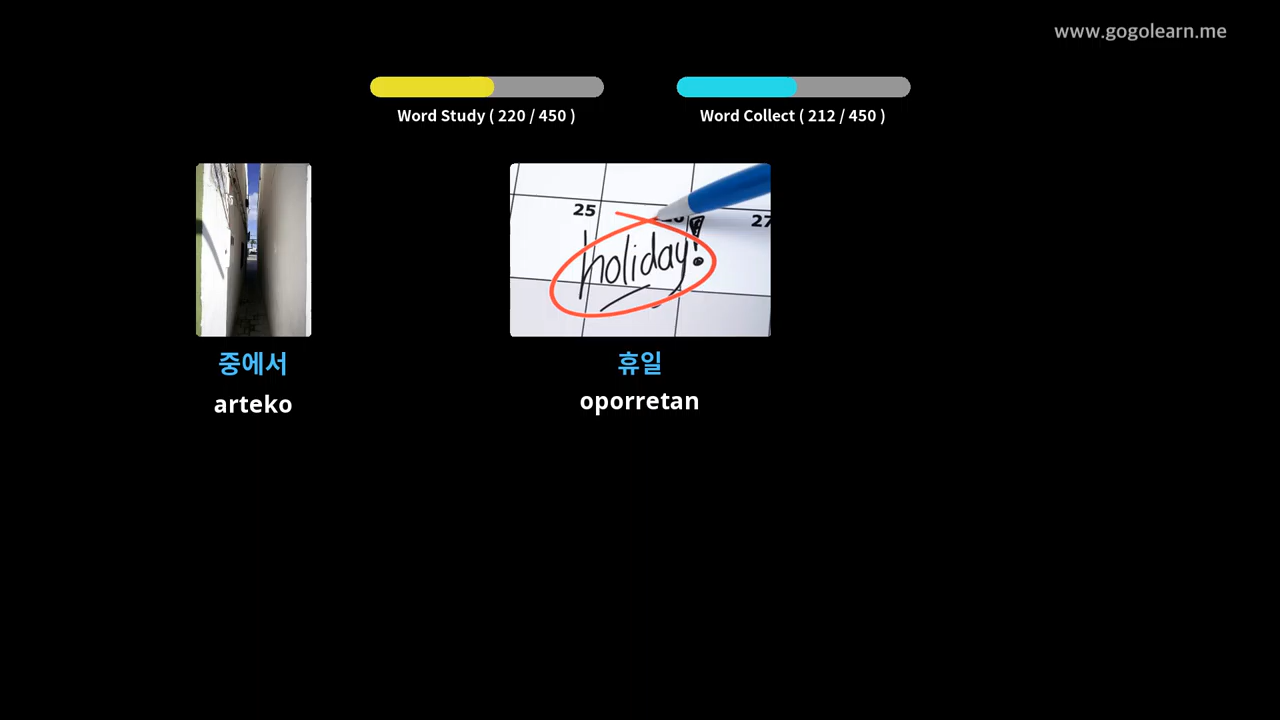 www.gogolearn.me
Word Study ( 220 / 450 )
Word Collect ( 212 / 450 )
25
27
holiday!
중에서
휴일
arteko
oporretan